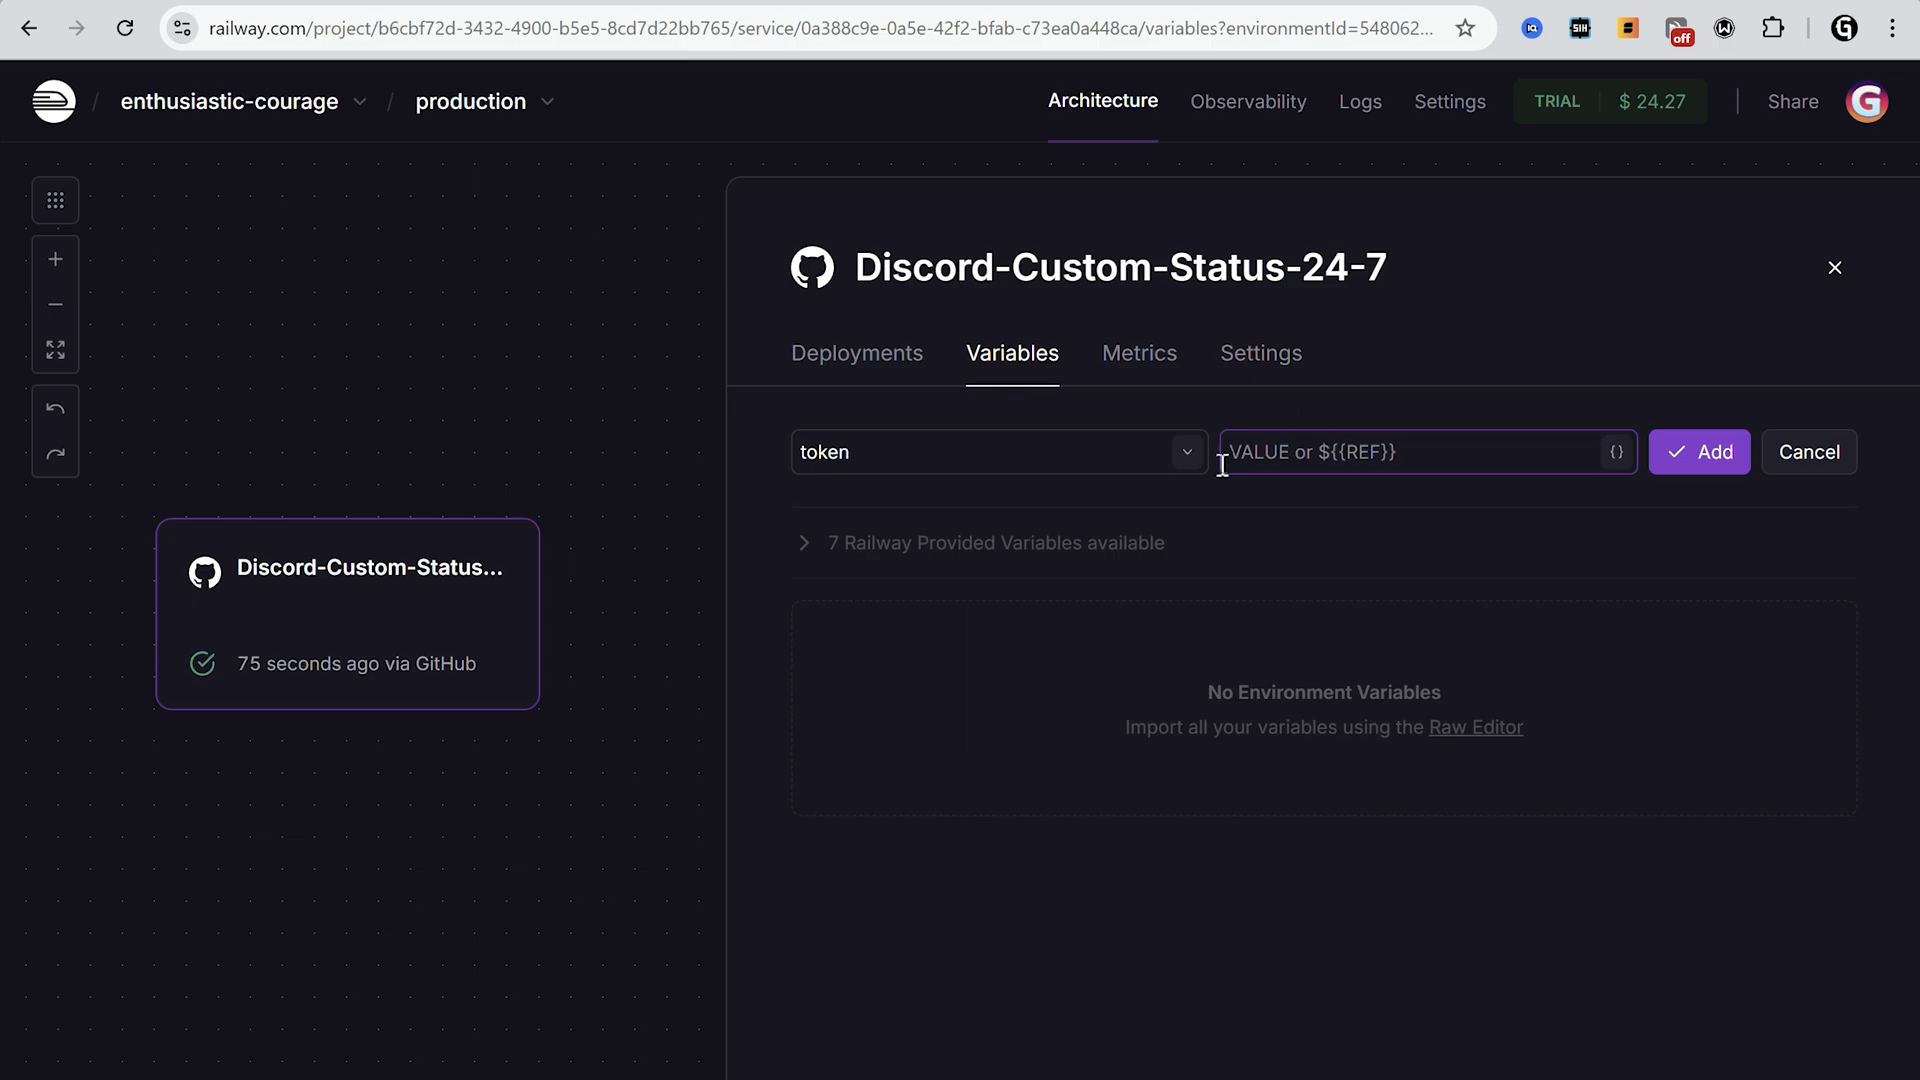 railway.com/project/b6cbf72d-3432-4900-b5e5-8cd7d22bb765/service/0a388c9e-0a5e-42f2-bfab-c73ea0a448ca/variables?environmentId=548062...
off
/ enthusiastic-courage / production
Architecture Observability Logs Settings TRIAL $ 24.27 Share G
Discord-Custom-Status-24-7
Deployments Variables Metrics Settings
token VALUE or ${{REF}} {} Add Cancel
7 Railway Provided Variables available
Discord-Custom-Status...
75 seconds ago via GitHub
No Environment Variables
Import all your variables using the Raw Editor